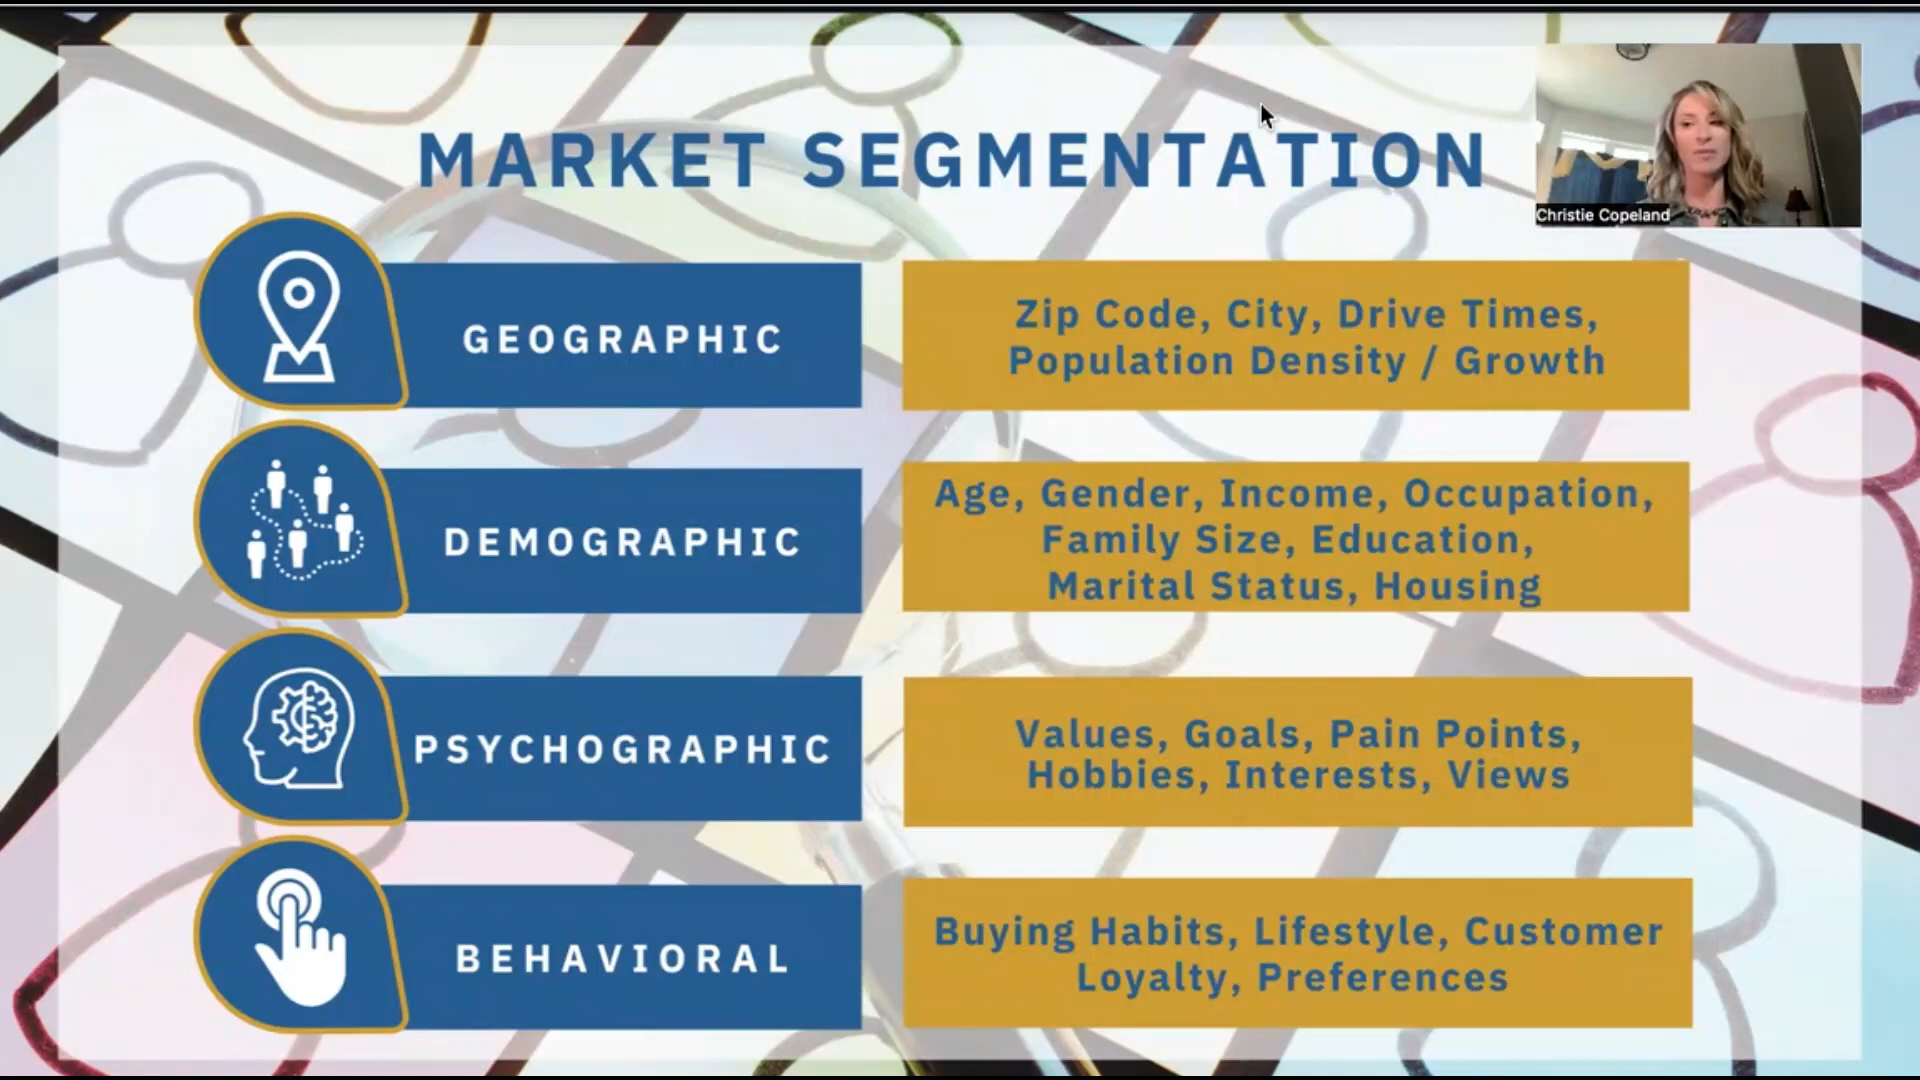 MARKET SEGMENTATION
Christie Copeland
GEOGRAPHIC
Zip Code, City, Drive Times,
Population Density / Growth
DEMOGRAPHIC
Age, Gender, Income, Occupation,
Family Size, Education,
Marital Status, Housing
PSYCHOGRAPHIC
Values, Goals, Pain Points,
Hobbies, Interests, Views
BEHAVIORAL
Buying Habits, Lifestyle, Customer
Loyalty, Preferences